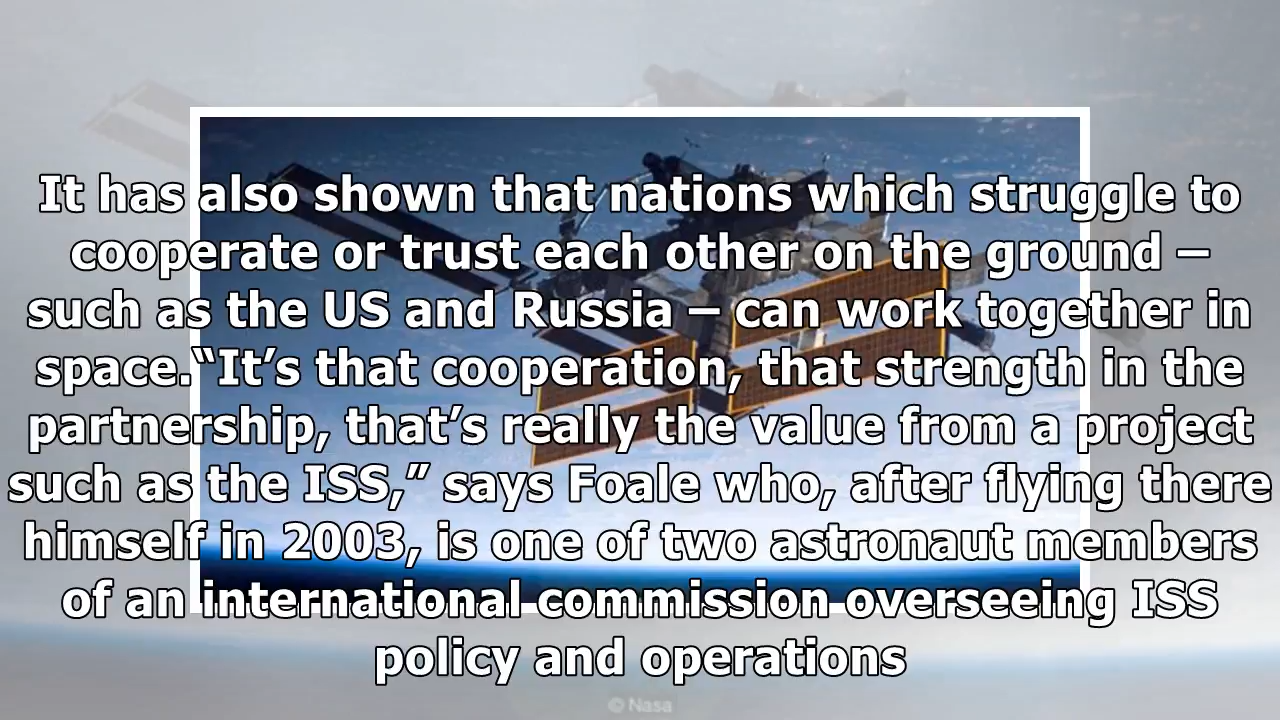 It has also shown that nations which struggle to
cooperate or trust each other on the ground –
such as the US and Russia – can work together in
space.“It’s that cooperation, that strength in the
partnership, that’s really the value from a project
such as the ISS,” says Foale who, after flying there
himself in 2003, is one of two astronaut members
of an international commission overseeing ISS
policy and operations
© Nasa